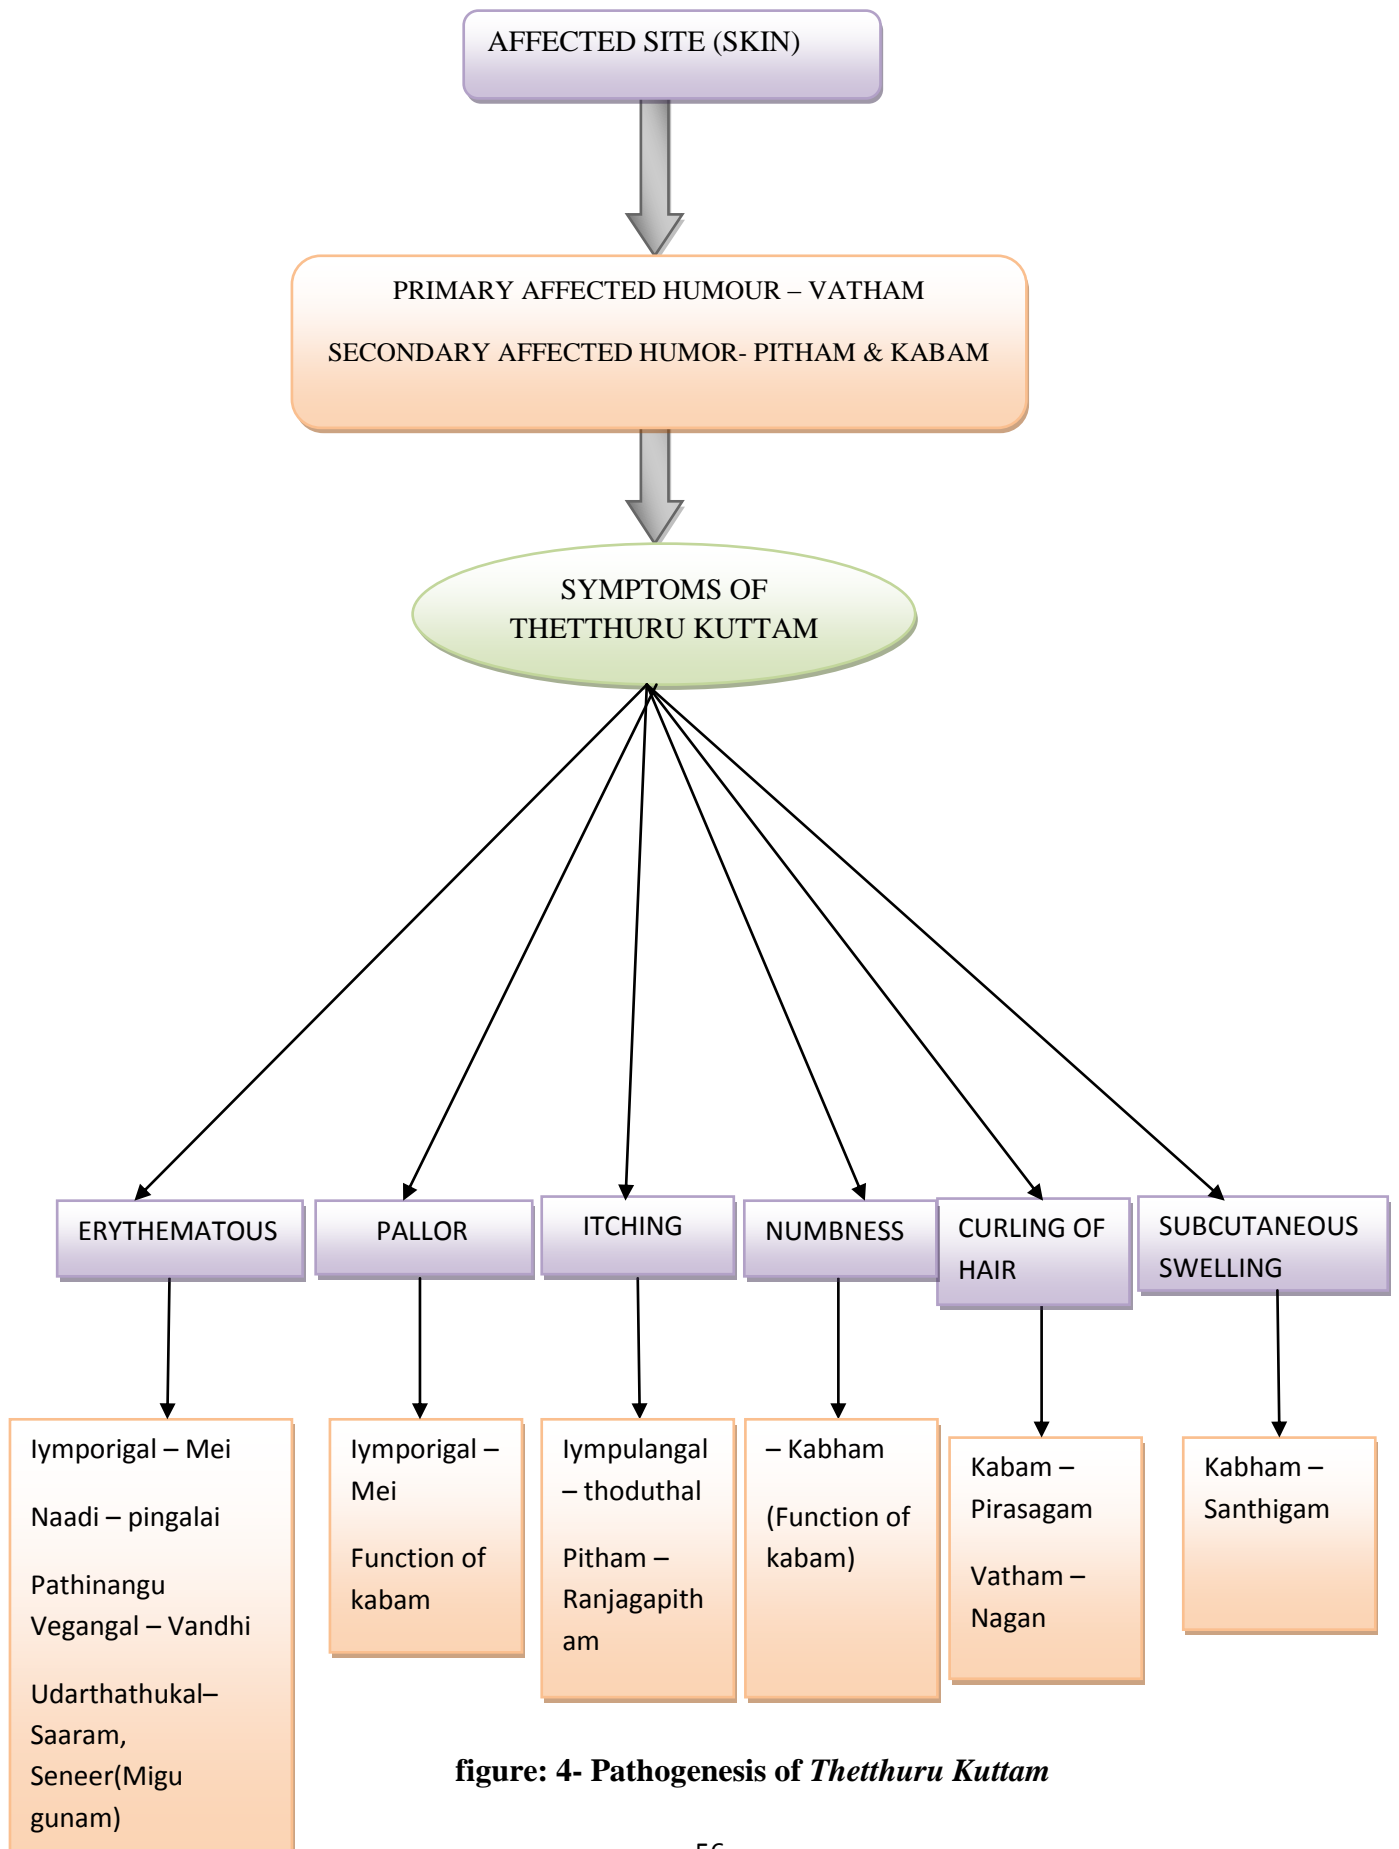 AFFECTED SITE (SKIN)
PRIMARY AFFECTED HUMOUR – VATHAM
SECONDARY AFFECTED HUMOR- PITHAM & KABAM
SYMPTOMS OF
THETTHURU KUTTAM
ERYTHEMATOUS
PALLOR
ITCHING
NUMBNESS
CURLING OF
HAIR
SUBCUTANEOUS
SWELLING
Iymporigal – Mei
Naadi – pingalai
Pathinangu
Vegangal – Vandhi
Udarthathukal–
Saaram,
Seneer(Migu
gunam)
Iymporigal –
Mei
Function of
kabam
Iympulangal
– thoduthal
Pitham –
Ranjagapith
am
– Kabham
(Function of
kabam)
Kabam –
Pirasagam
Vatham –
Nagan
Kabham –
Santhigam
figure: 4- Pathogenesis of Thetthuru Kuttam